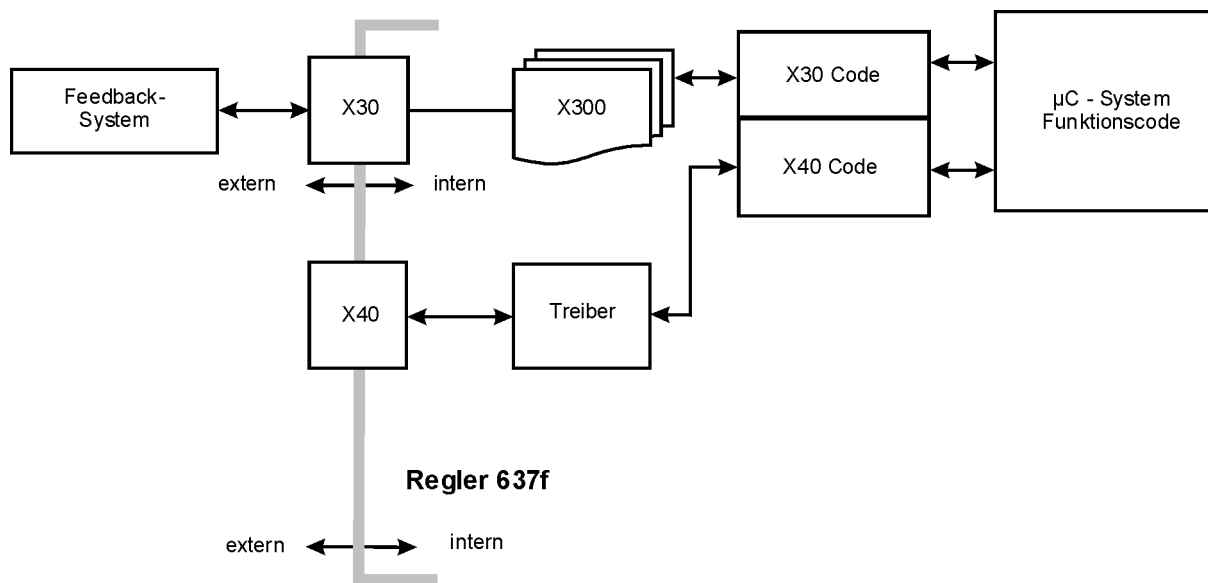 Feedback-
System
X30
X300
X30 Code
µC - System
Funktionscode
X40 Code
extern
intern
X40
Treiber
Regler 637f
extern
intern